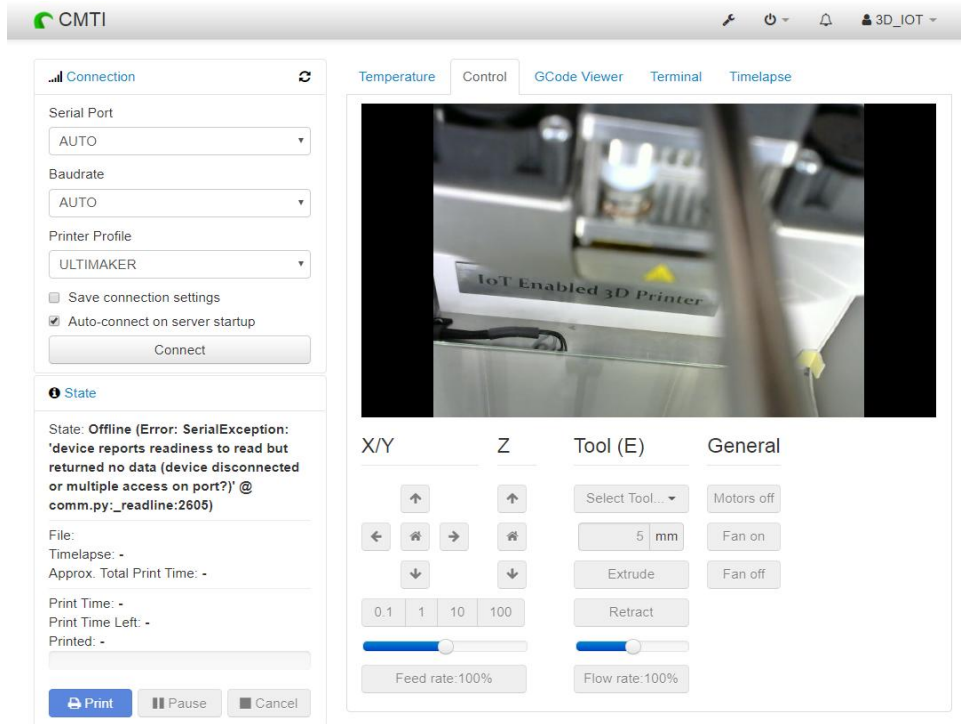 CMTI
3D_IOT
Connection
Serial Port
AUTO
Baudrate
AUTO
Printer Profile
ULTIMAKER
Save connection settings
Auto-connect on server startup
Connect
State
State: Offline (Error: SerialException:
'device reports readiness to read but
returned no data (device disconnected
or multiple access on port?)' @
comm.py:_readline:2605)
File:
Timelapse: -
Approx. Total Print Time: -
Print Time: -
Print Time Left: -
Printed: -
Print Pause Cancel
Temperature Control GCode Viewer Terminal Timelapse
IoT Enabled 3D Printer
X/Y Z Tool (E) General
Select Tool... Motors off
5 mm Fan on
Extrude Fan off
0.1 1 10 100 Retract
Feed rate:100% Flow rate:100%